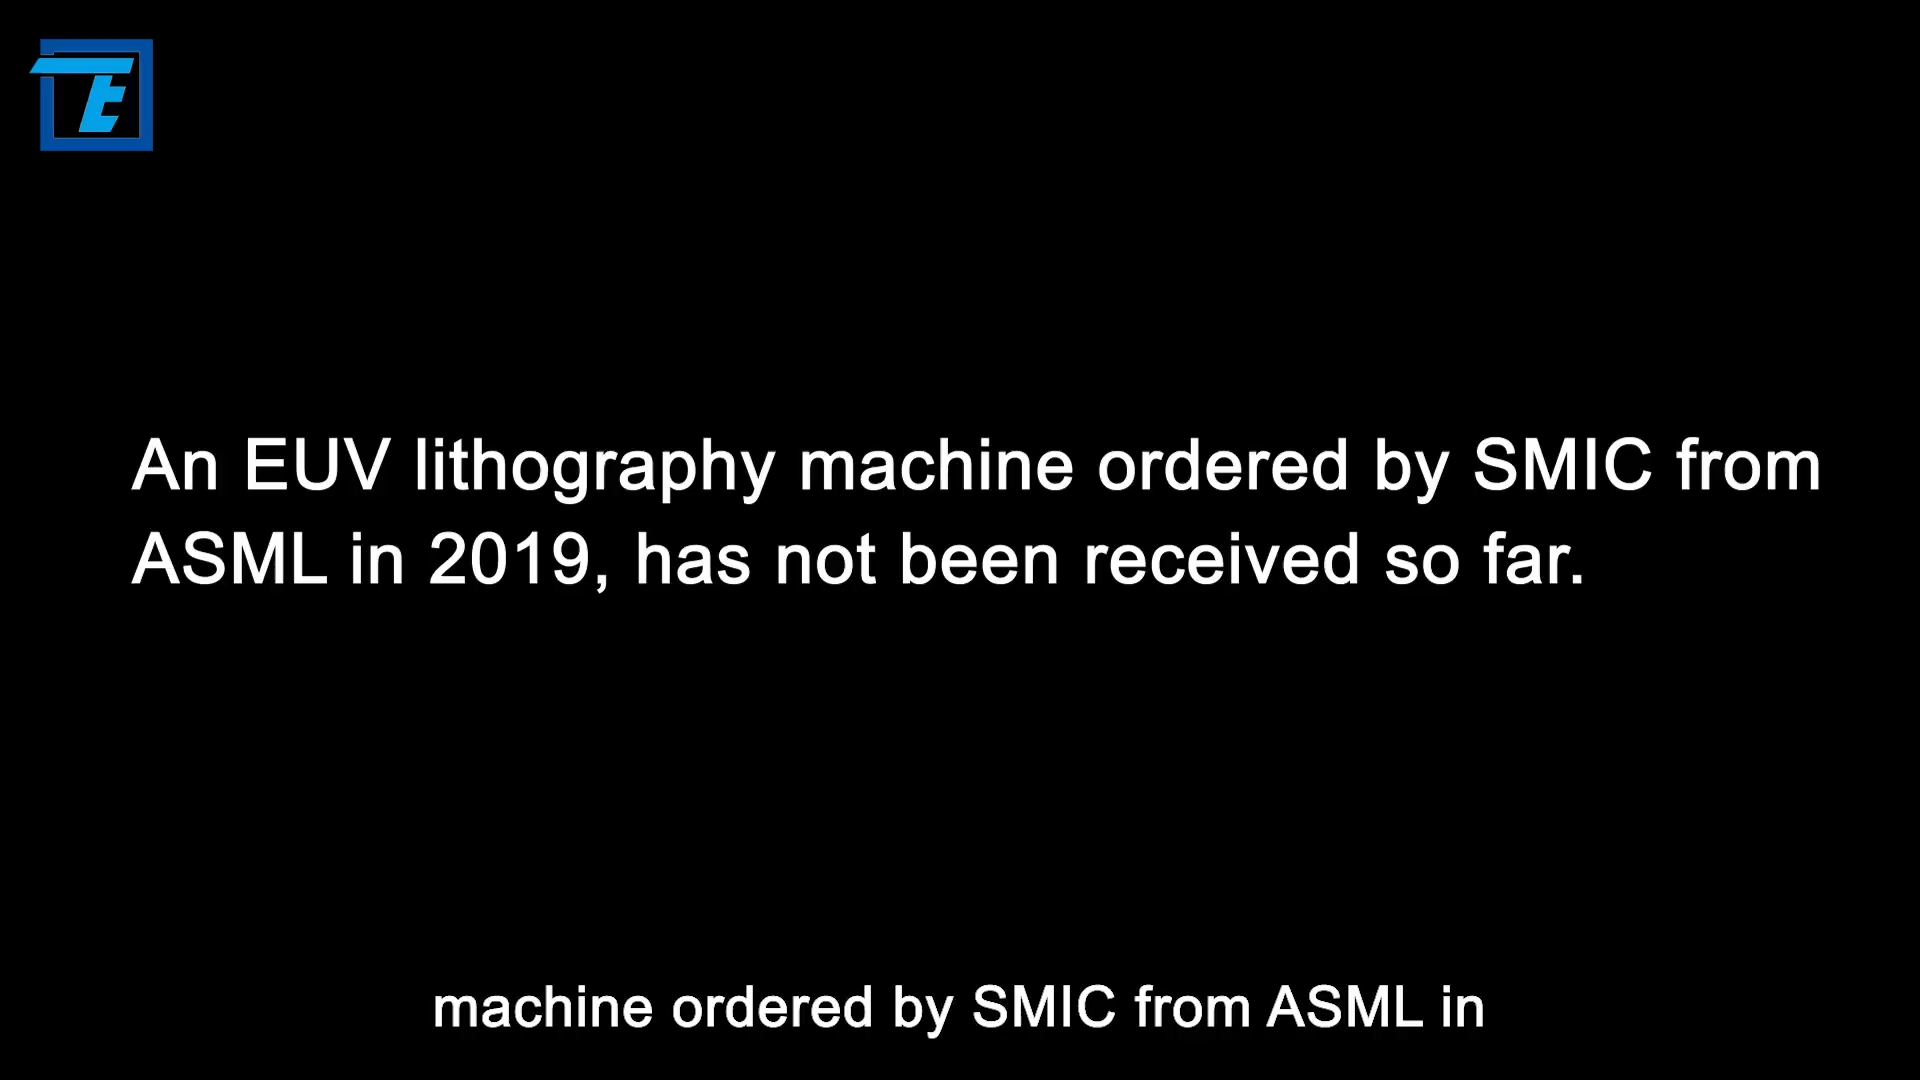 TE
An EUV lithography machine ordered by SMIC from
ASML in 2019, has not been received so far.
machine ordered by SMIC from ASML in